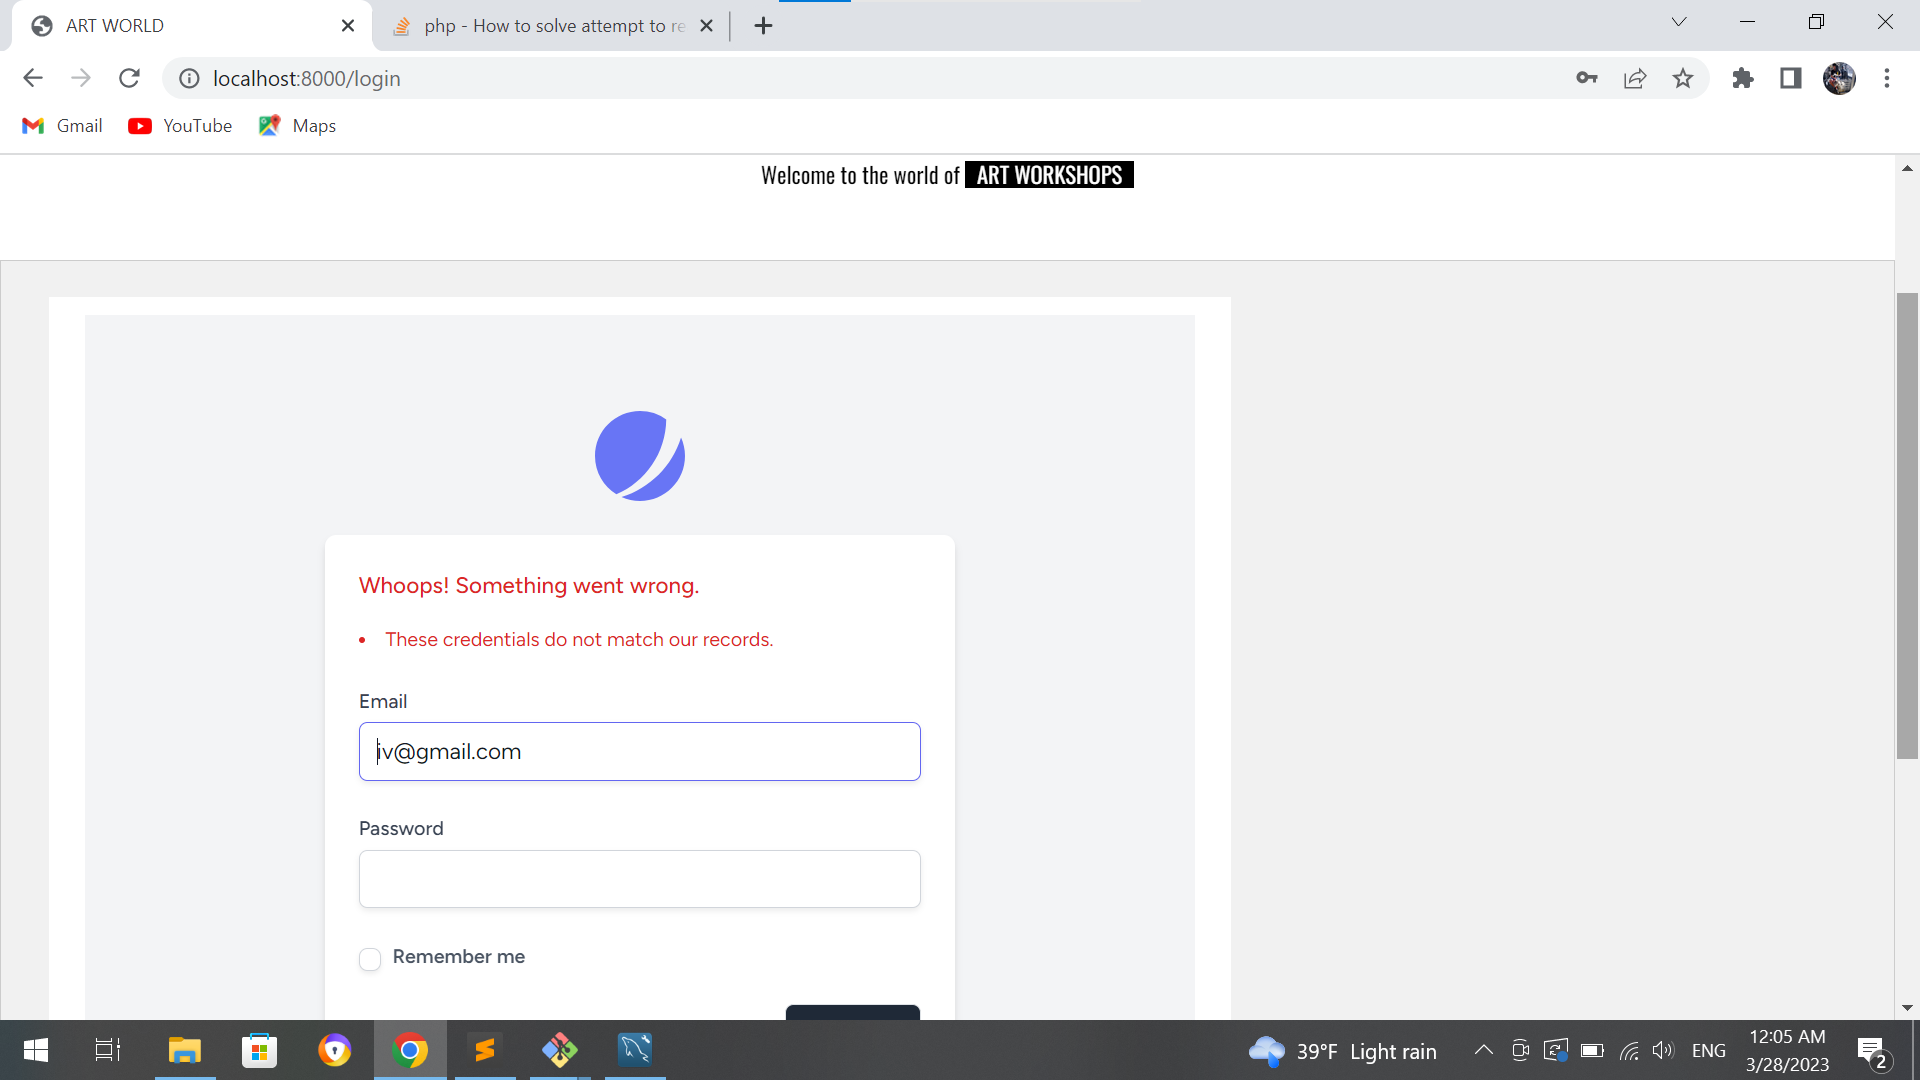 ART WORLD
php - How to solve attempt to re
localhost:8000/login
Gmail
YouTube
Maps
Welcome to the world of ART WORKSHOPS
Whoops! Something went wrong.
• These credentials do not match our records.
Email
iv@gmail.com
Password
Remember me
39°F Light rain
ENG
12:05 AM
3/28/2023
2